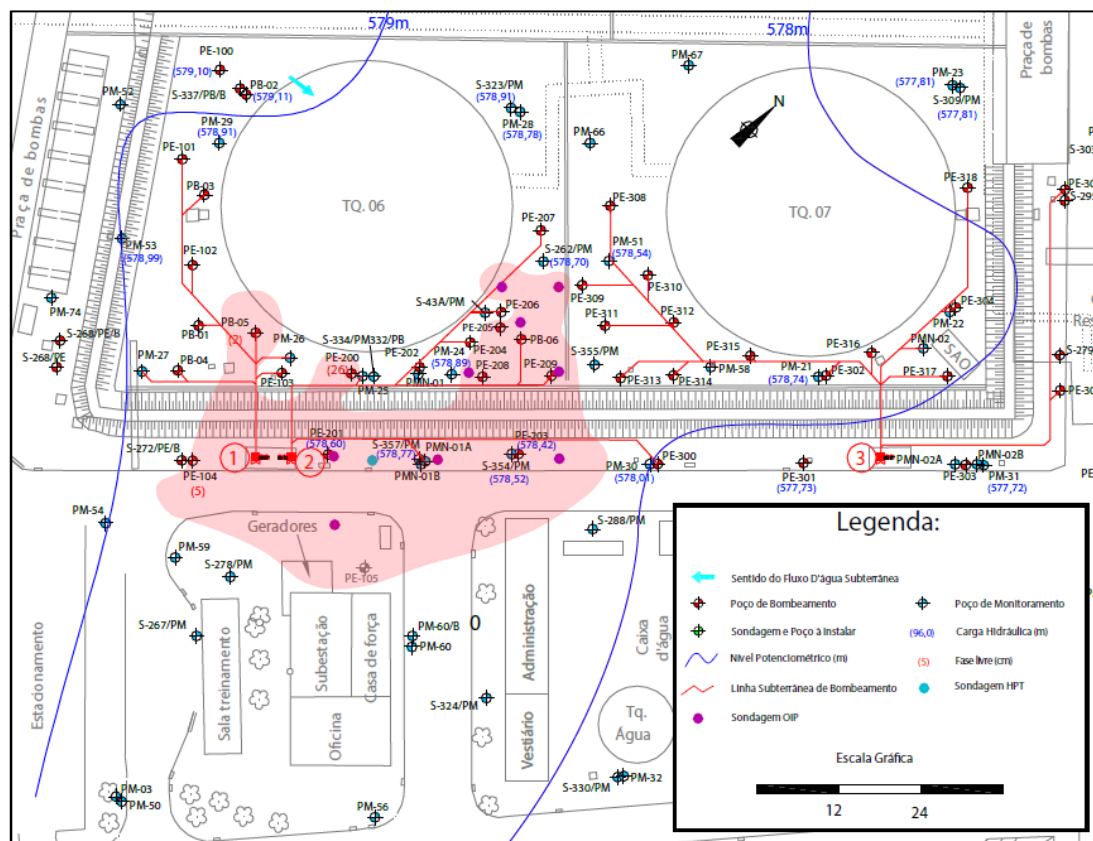 579m
578m
PE-100
(579,10)
PB-02
(579,11)
S-337/PB/B
PM-52
PM-29
(578,91)
S-323/PM
(578,91)
PM-28
(578,78)
PM-67
PM-66
PM-23
(577,81)
S-309/PM
(577,81)
Praça de
bombas
N
Praça de bombas
PE-101
PB-03
PE-102
PM-53
(578,99)
PM-74
S-268/PE/B
S-268/PE
TQ. 06
TQ. 07
PE-207
S-262/PM
(578,70)
PE-308
PM-51
(578,54)
PE-310
PE-309
PE-311
PE-312
PE-318
PE-304
PM-22
PMN-02
SAO
S-43A/PM
PE-206
PE-205
PB-06
PE-204
PE-208
PE-209
PB-01
PB-05
(2)
PM-26
PM-27
PB-04
PE-103
S-334/PM
332/PB
PE-200
(26)
PM-25
PE-202
PMN-01
PM-24
(578,89)
S-355/PM
PE-313
PE-314
PE-315
PM-58
PM-21
(578,74)
PE-302
PE-316
PE-317
S-272/PE/B
PE-104
(5)
1
2
3
PE-201
(578,60)
S-357/PM
(578,77)
PMN-01A
PMN-01B
PE-203
(578,42)
S-354/PM
(578,52)
PM-30
(578,01)
PE-300
PE-301
(577,73)
PMN-02A
PE-303
PMN-02B
PM-31
(577,72)
PM-54
PM-59
S-278/PM
S-267/PM
Geradores
PE-105
S-288/PM
PM-60/B
PM-60
0
S-324/PM
S-330/PM
PM-32
PM-03
PM-50
PM-56
Estacionamento
Sala treinamento
Subestação
Casa de força
Oficina
Administração
Vestiário
Caixa
d'água
Tq.
Água
Legenda:
Sentido do Fluxo D'água Subterrânea
Poço de Bombeamento
Poço de Monitoramento
Sondagem e Poço à Instalar
(96,0)
Carga Hidráulica (m)
Nível Potenciométrico (m)
(5)
Fase livre (cm)
Linha Subterrânea de Bombeamento
Sondagem HPT
Sondagem OIP
Escala Gráfica
12
24